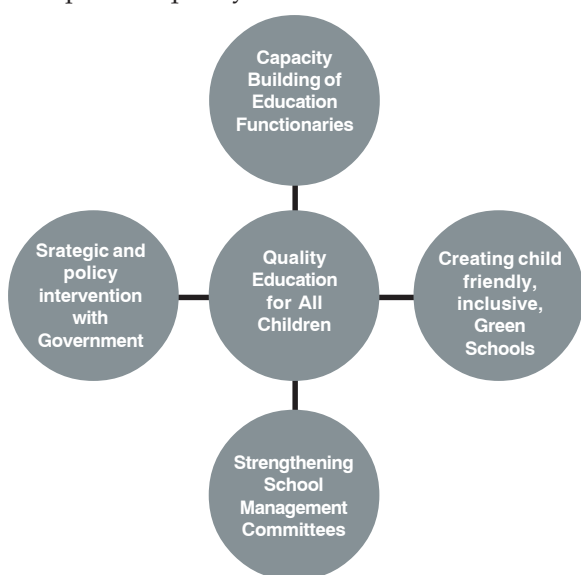 Capacity
Building of
Education
Functionaries
Srategic and
policy
intervention
with
Government
Quality
Education
for All
Children
Creating child
friendly,
inclusive,
Green
Schools
Strengthening
School
Management
Committees